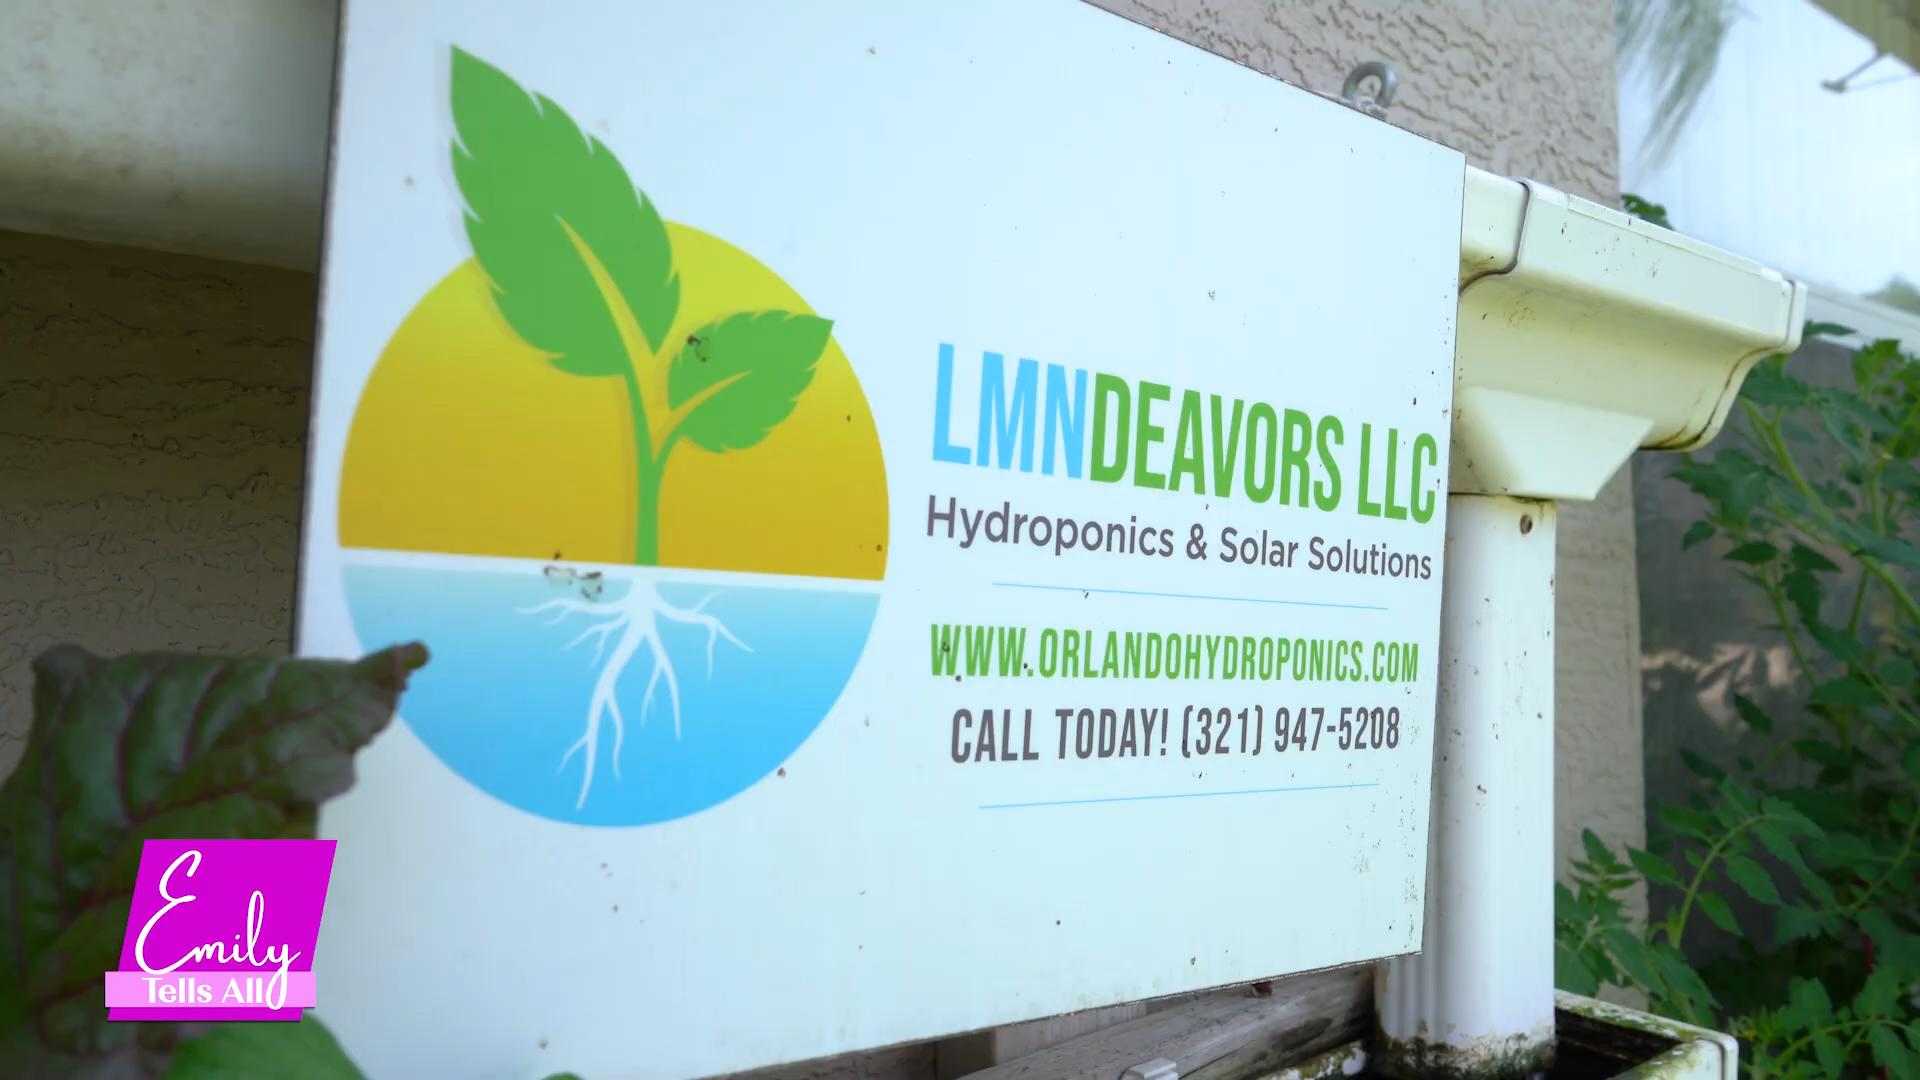 LMNDEAVORS LLC
Hydroponics & Solar Solutions
WWW.ORLANDOHYDROPONICS.COM
CALL TODAY! (321) 947-5208
Emily
Tells All